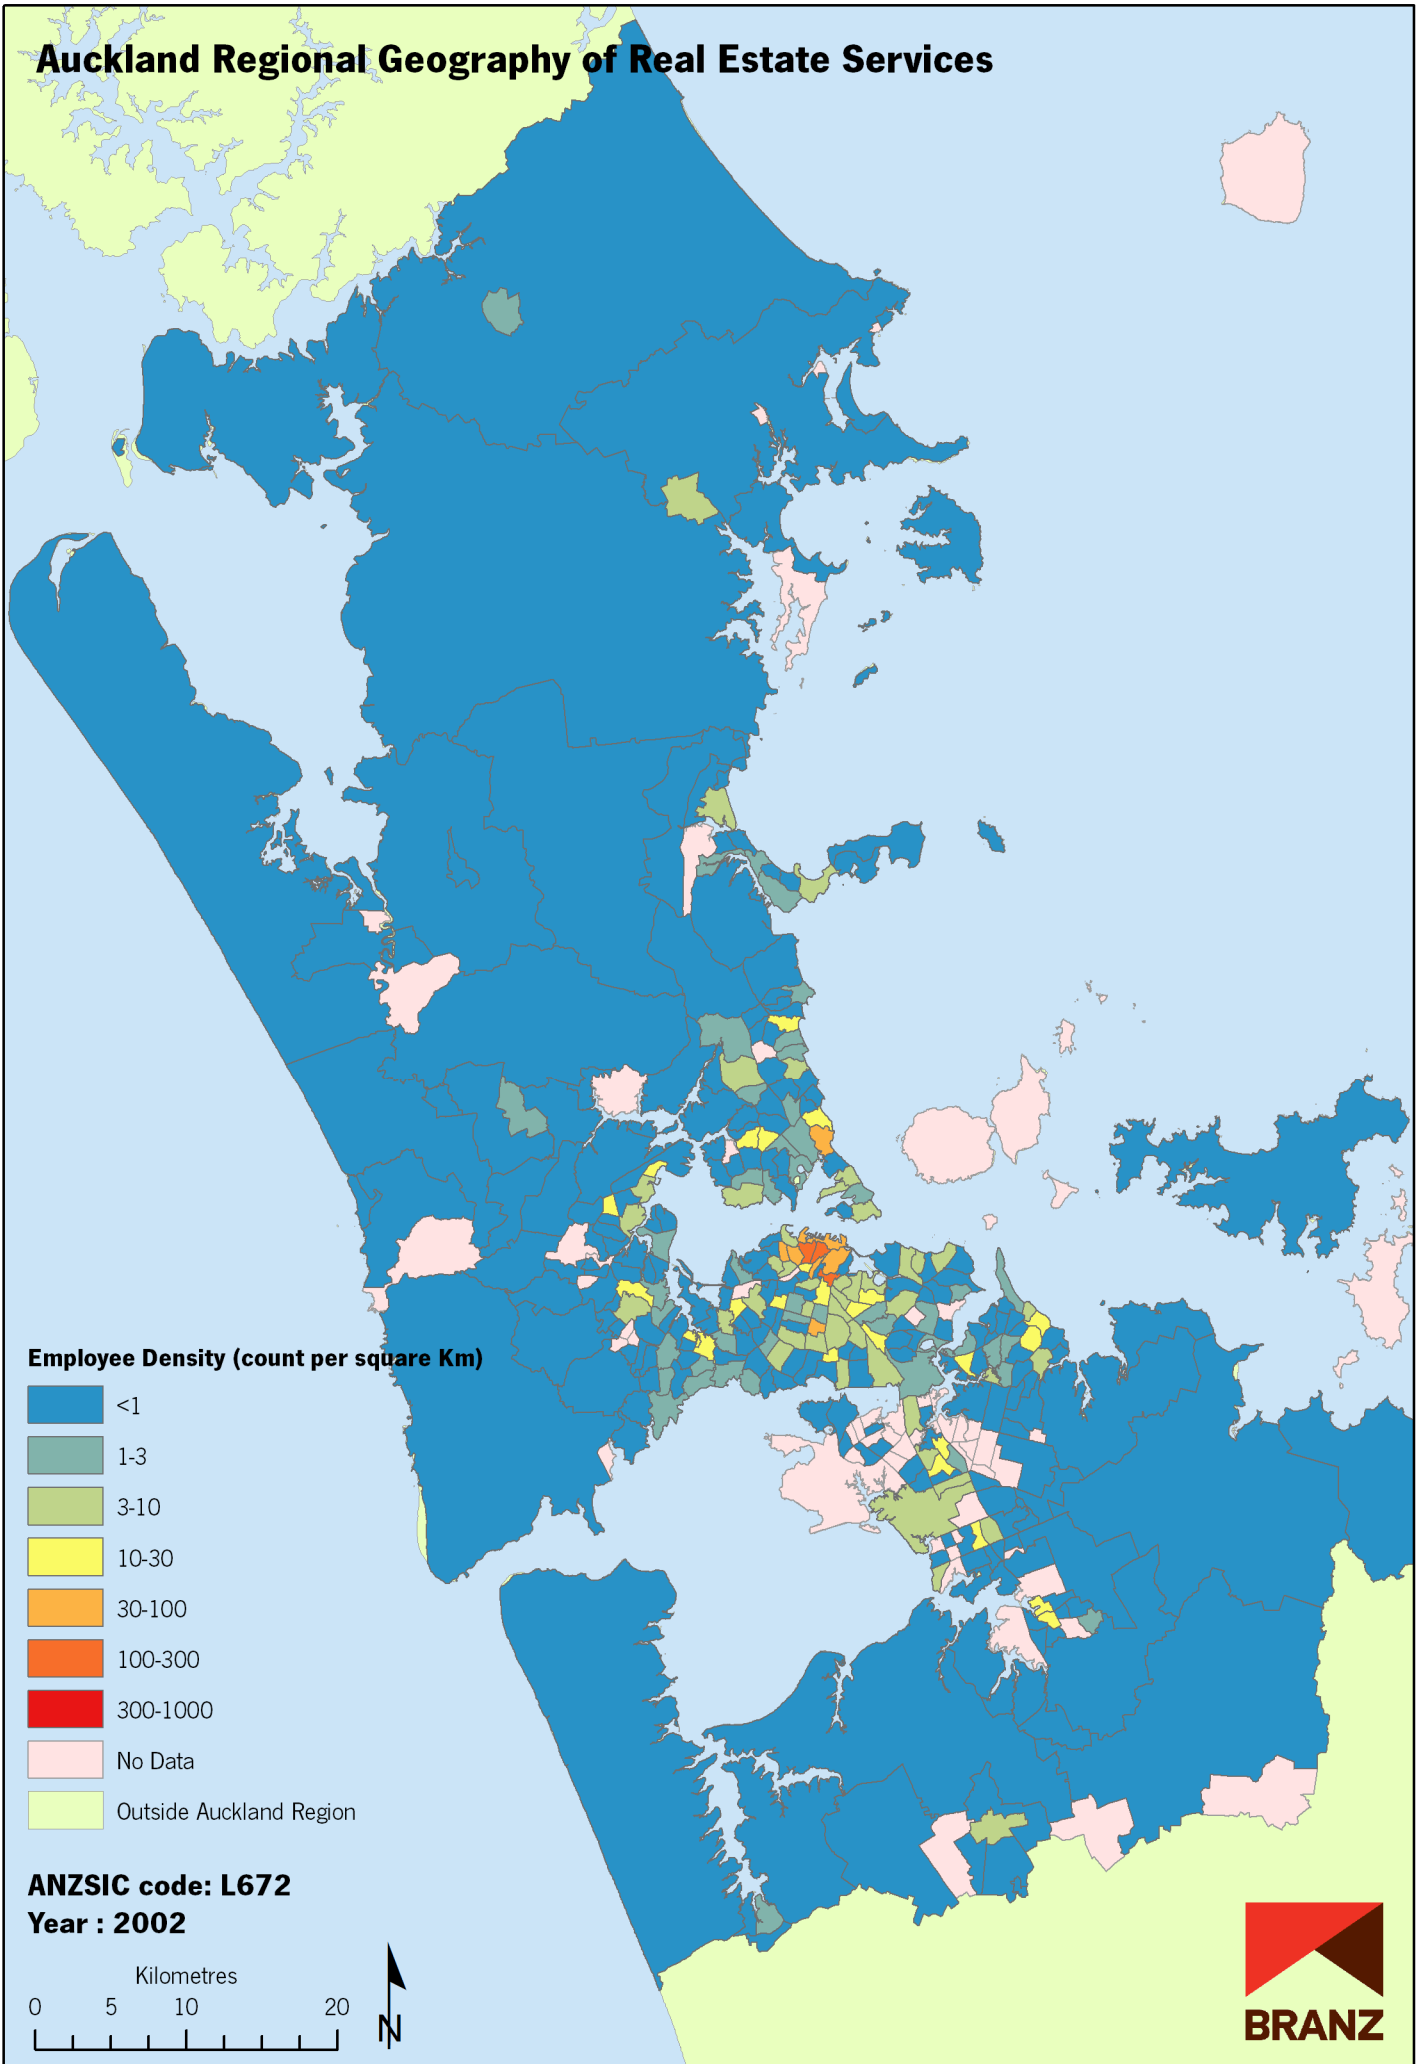 Auckland Regional Geography of Real Estate Services
Employee Density (count per square Km)
<1
1-3
3-10
10-30
30-100
100-300
300-1000
No Data
Outside Auckland Region
ANZSIC code: L672
Year : 2002
Kilometres
0 5 10 20
N
BRANZ